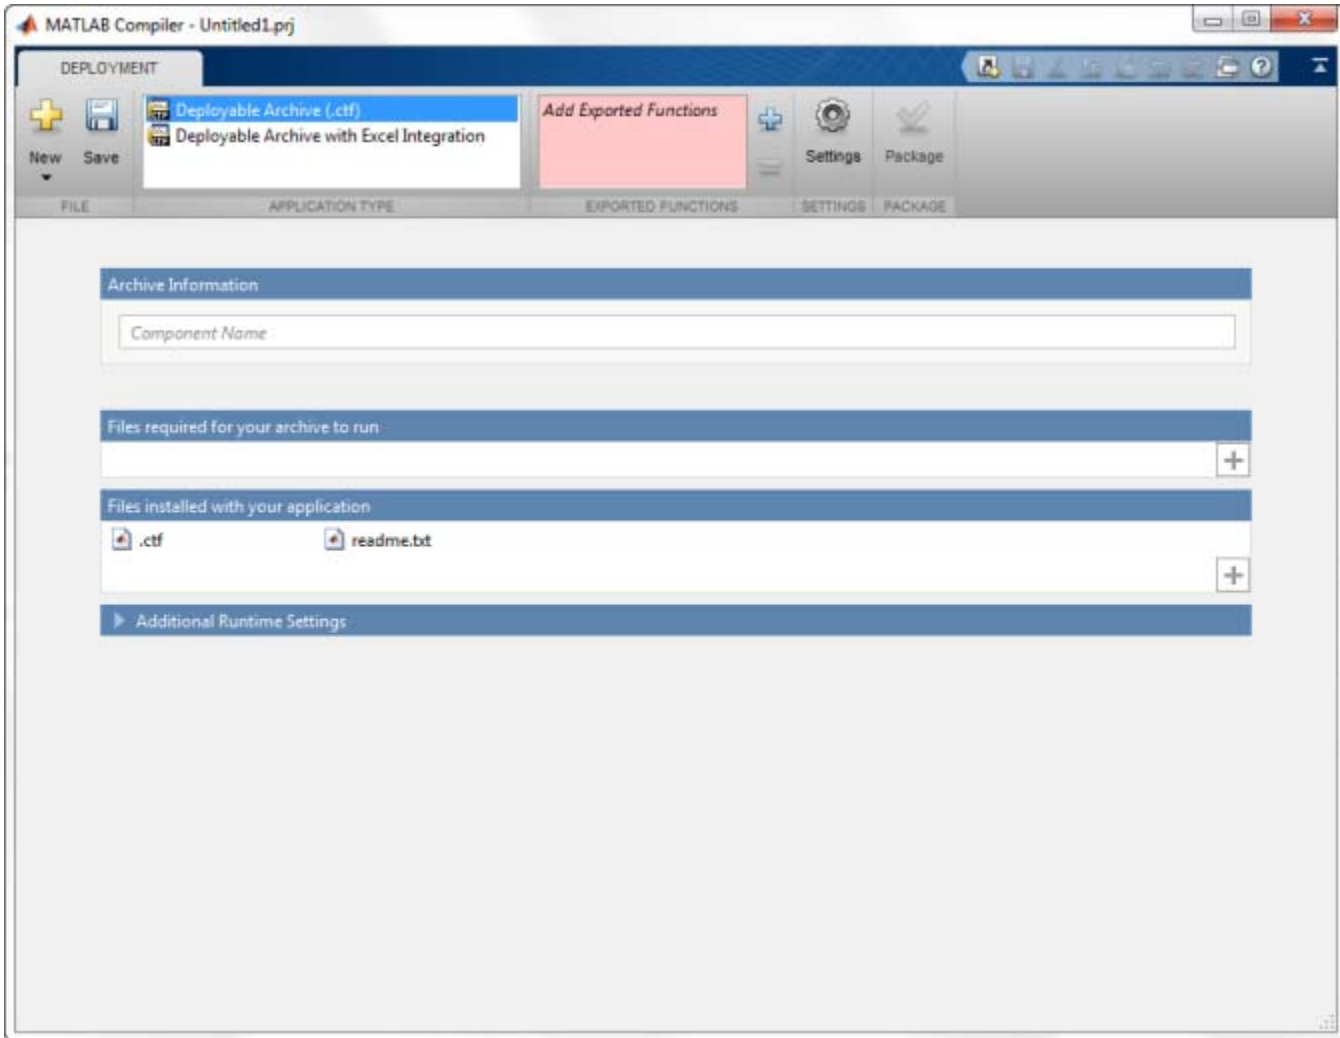 MATLAB Compiler - Untitled1.prj
DEPLOYMENT
New
Save
Deployable Archive (.ctf)
Deployable Archive with Excel Integration
Add Exported Functions
Settings
Package
FILE
APPLICATION TYPE
EXPORTED FUNCTIONS
SETTINGS
PACKAGE
Archive Information
Component Name
Files required for your archive to run
Files installed with your application
.ctf
readme.txt
Additional Runtime Settings